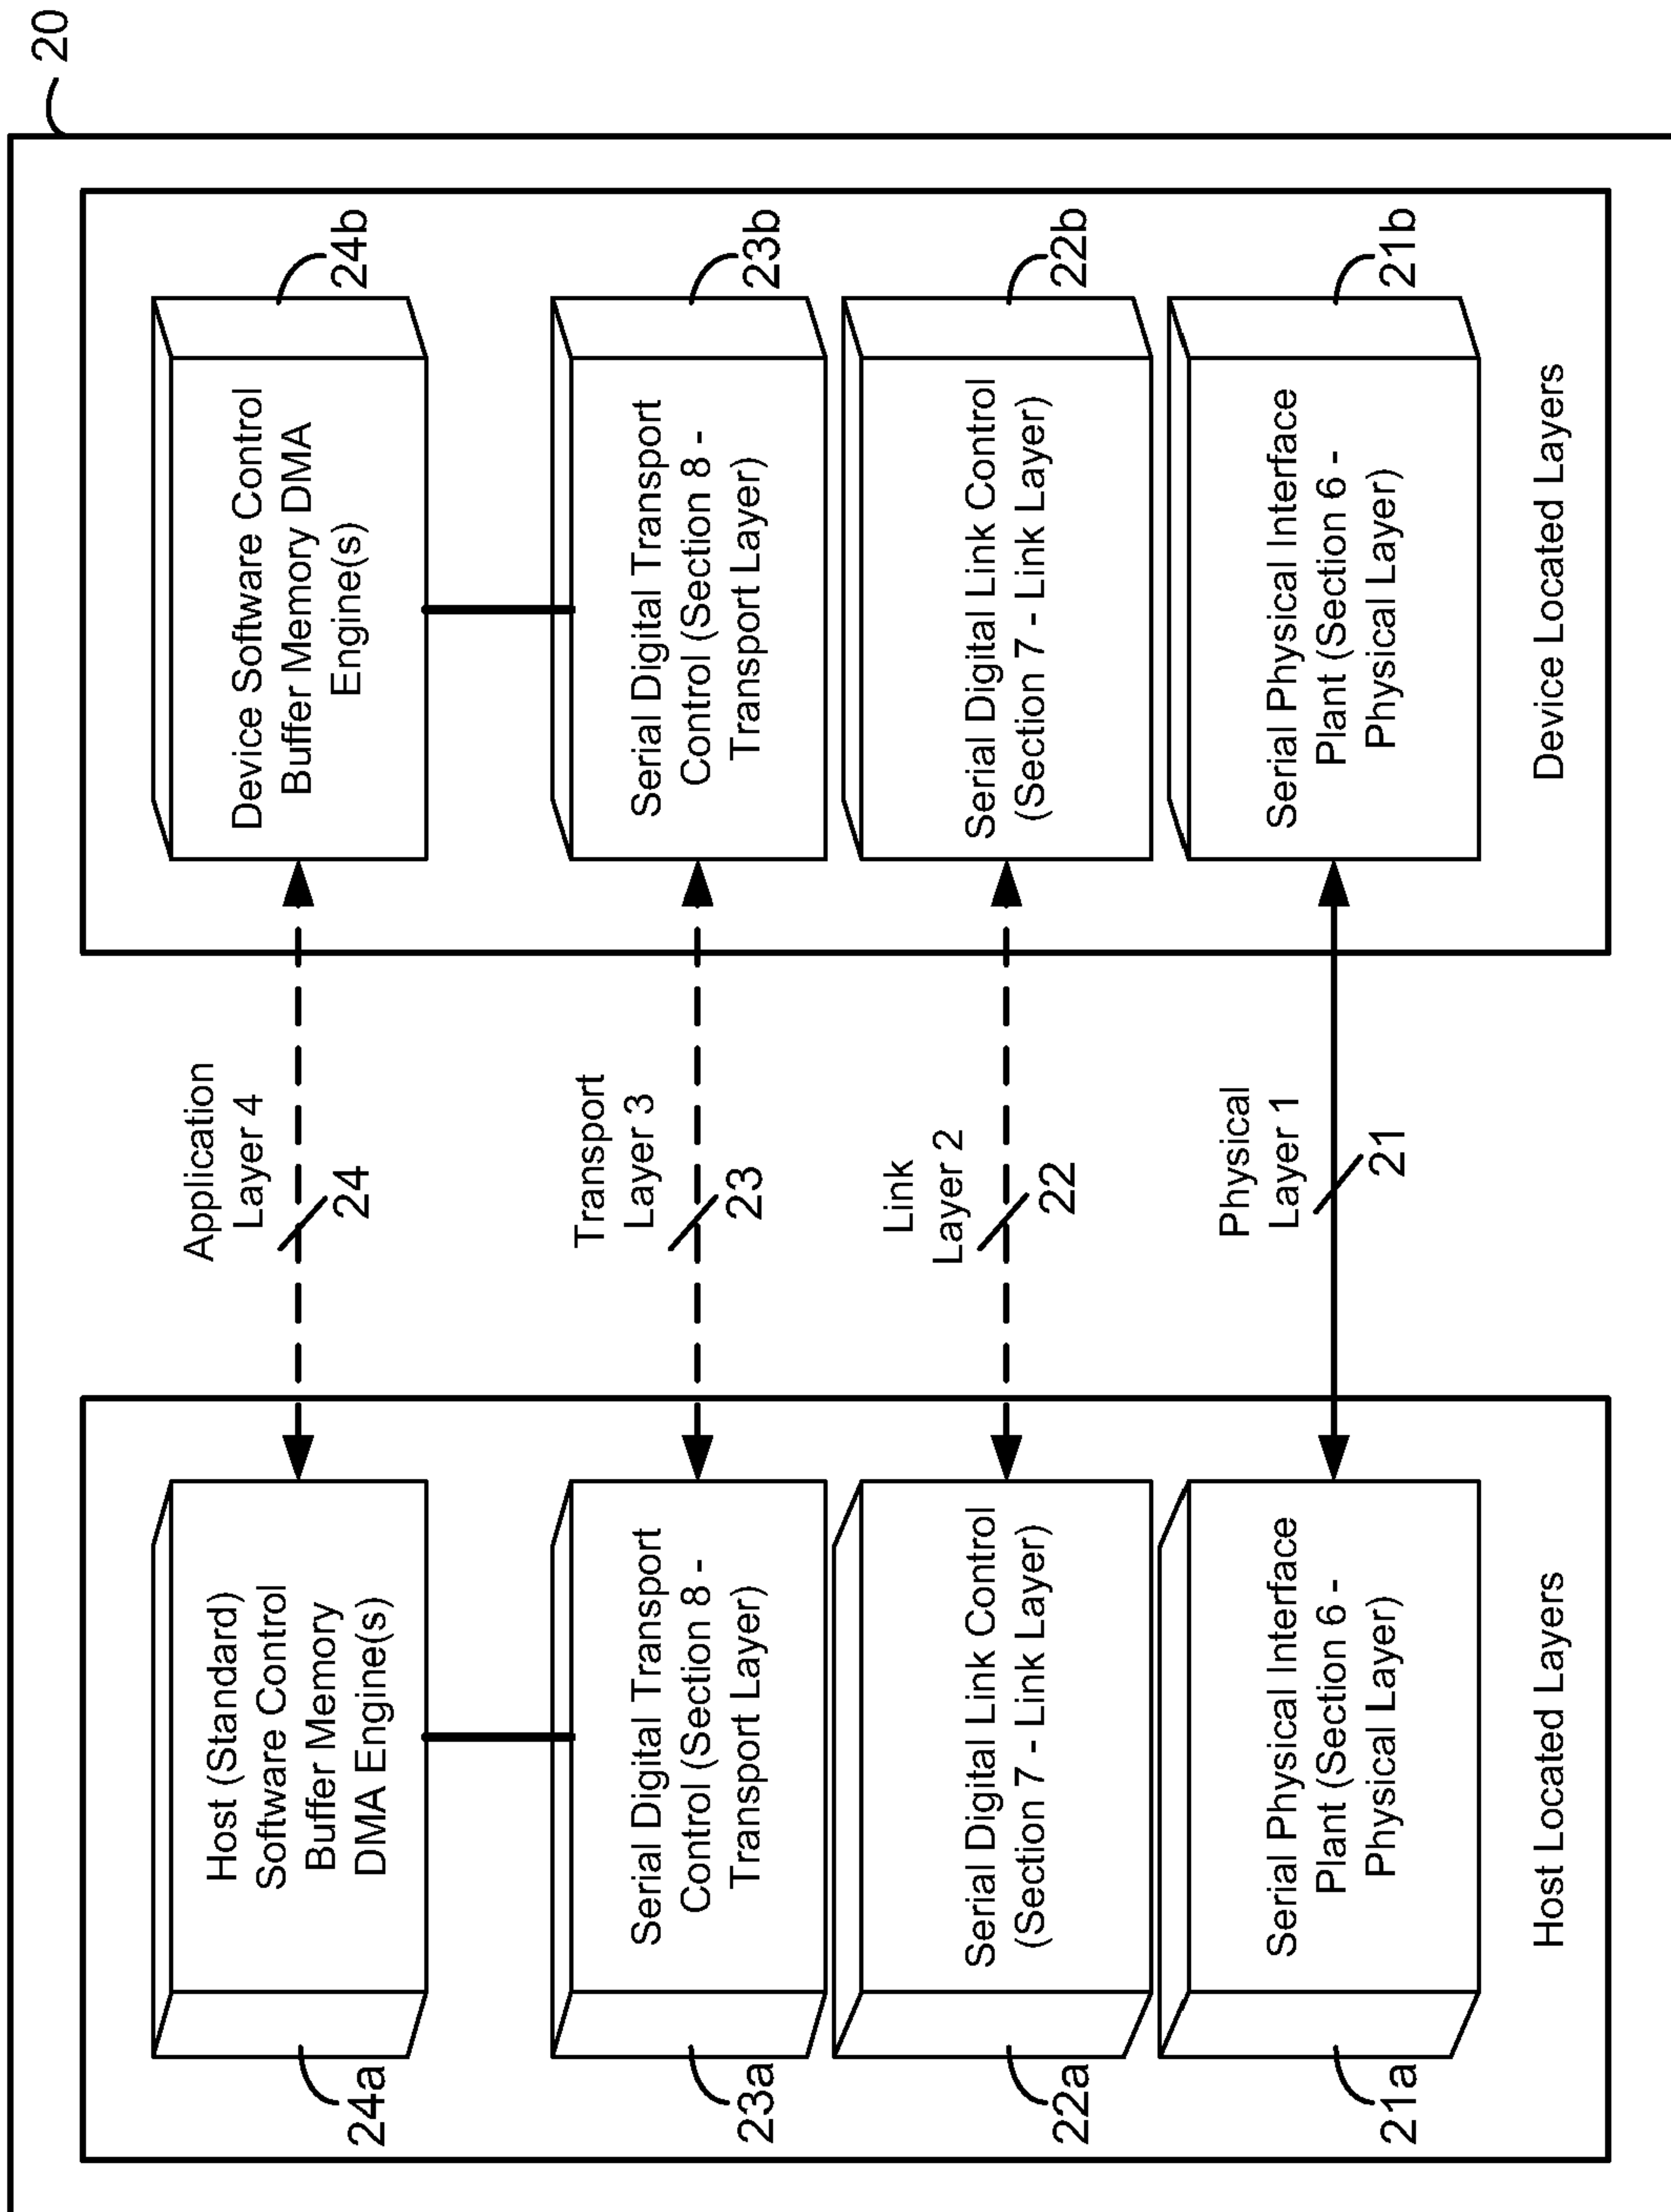 20
24a
Host (Standard)
Software Control
Buffer Memory
DMA Engine(s)
Application
Layer 4
24
Device Software Control
Buffer Memory DMA
Engine(s)
24b
23a
Serial Digital Transport
Control (Section 8 -
Transport Layer)
Transport
Layer 3
23
Serial Digital Transport
Control (Section 8 -
Transport Layer)
23b
22a
Serial Digital Link Control
(Section 7 - Link Layer)
Link
Layer 2
22
Serial Digital Link Control
(Section 7 - Link Layer)
22b
21a
Serial Physical Interface
Plant (Section 6 -
Physical Layer)
Physical
Layer 1
21
Serial Physical Interface
Plant (Section 6 -
Physical Layer)
21b
Host Located Layers
Device Located Layers